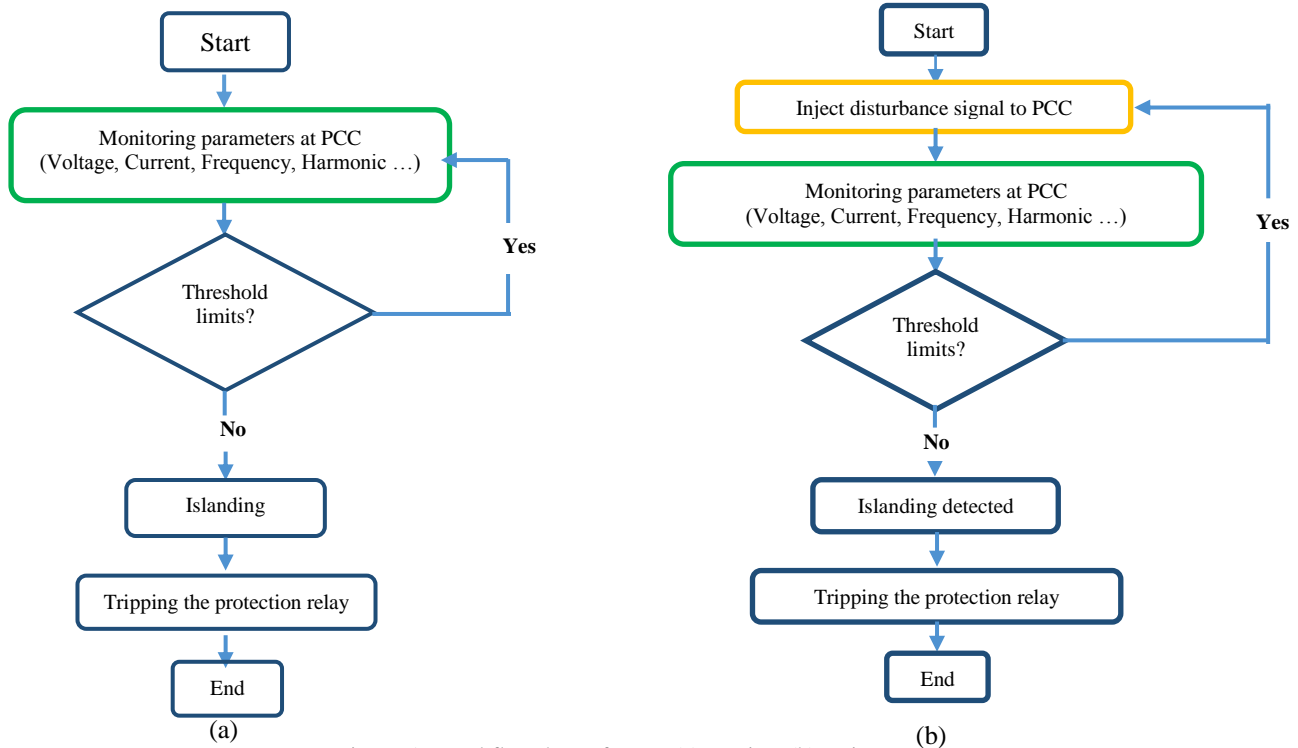 Start
Monitoring parameters at PCC
(Voltage, Current, Frequency, Harmonic …)
Yes
Threshold
limits?
No
Islanding
Tripping the protection relay
End
(a)
Start
Inject disturbance signal to PCC
Monitoring parameters at PCC
(Voltage, Current, Frequency, Harmonic …)
Yes
Threshold
limits?
No
Islanding detected
Tripping the protection relay
End
(b)